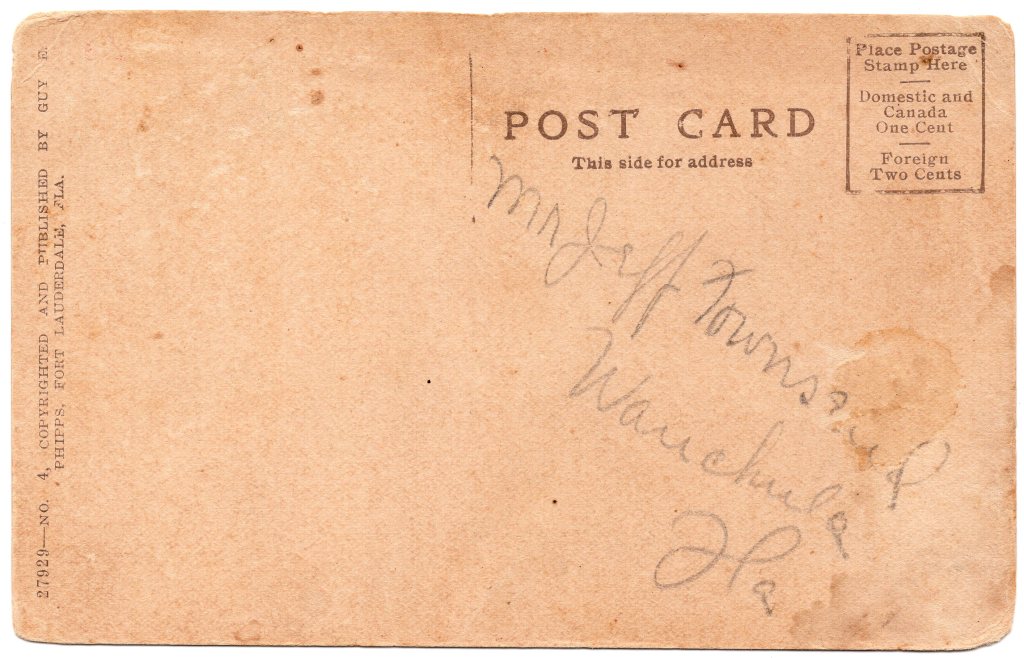 27929—NO. 4, COPYRIGHTED AND PUBLISHED BY GUY E.
PHIPPS, FORT LAUDERDALE, FLA.
POST CARD
This side for address
Place Postage
Stamp Here
Domestic and
Canada
One Cent
Foreign
Two Cents
Mr Jeff Townsend
Wauchula
Fla